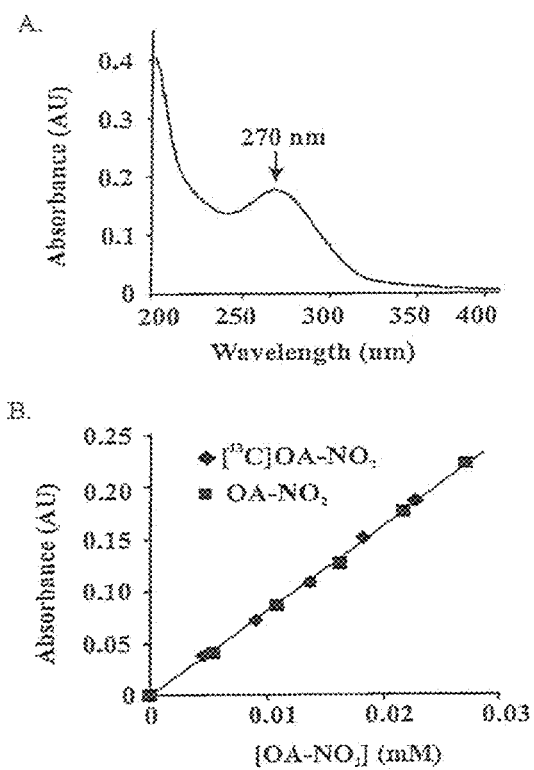 A.
Absorbance (AU)
0.4
0.3
0.2
0.1
0
270 nm
200 250 300 350 400
Wavelength (nm)
B.
Absorbance (AU)
0.25
0.20
0.15
0.10
0.05
0
[¹³C]OA-NO₂
OA-NO₂
0 0.01 0.02 0.03
[OA-NO₂] (mM)